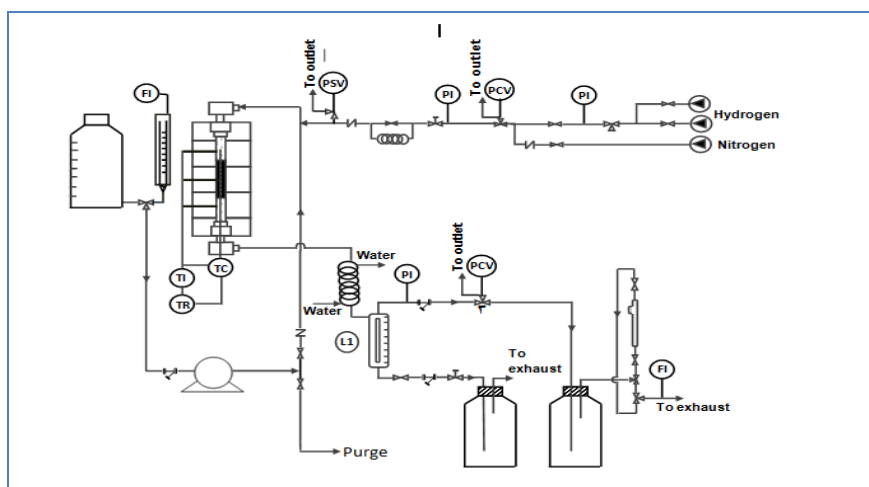 I
To outlet
PSV
PI
To outlet
PCV
PI
Hydrogen
Nitrogen
FI
Water
Water
TI
TC
TR
PI
To outlet
PCV
L1
To
exhaust
FI
To exhaust
Purge